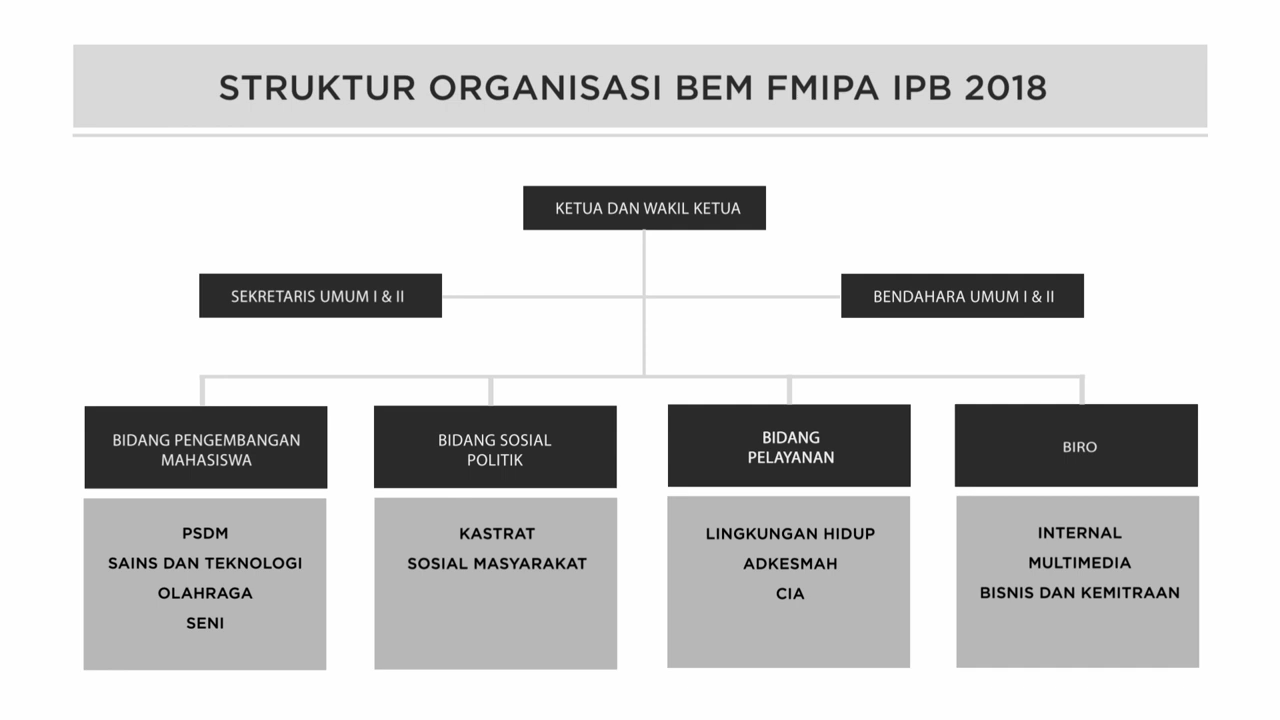 STRUKTUR ORGANISASI BEM FMIPA IPB 2018
KETUA DAN WAKIL KETUA
SEKRETARIS UMUM I & II
BENDAHARA UMUM I & II
BIDANG PENGEMBANGAN
MAHASISWA
PSDM
SAINS DAN TEKNOLOGI
OLAHRAGA
SENI
BIDANG SOSIAL
POLITIK
KASTRAT
SOSIAL MASYARAKAT
BIDANG
PELAYANAN
LINGKUNGAN HIDUP
ADKESMAH
CIA
BIRO
INTERNAL
MULTIMEDIA
BISNIS DAN KEMITRAAN